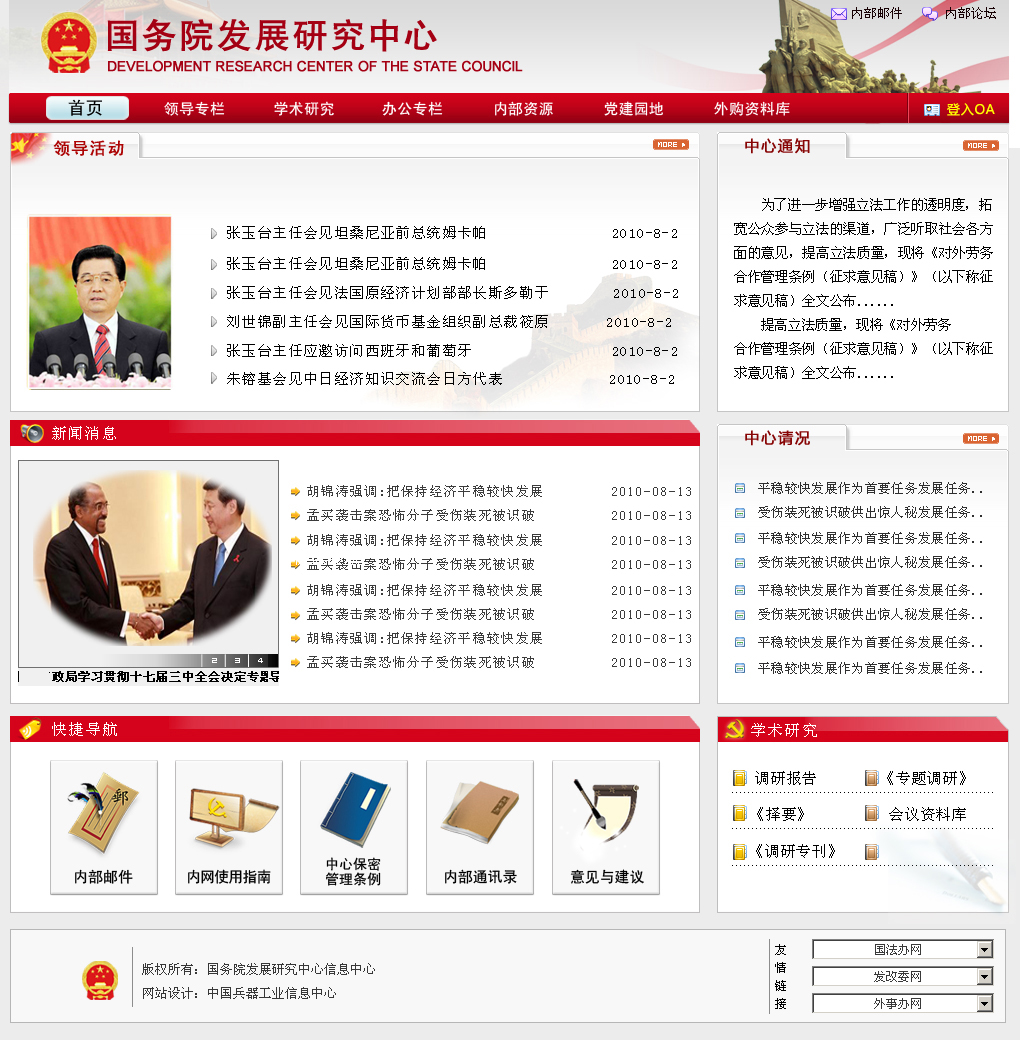 内部邮件 内部论坛
国务院发展研究中心
DEVELOPMENT RESEARCH CENTER OF THE STATE COUNCIL
首页 领导专栏 学术研究 办公专栏 内部资源 党建园地 外购资料库 登入OA
领导活动 MORE
张玉台主任会见坦桑尼亚前总统姆卡帕 2010-8-2
张玉台主任会见坦桑尼亚前总统姆卡帕 2010-8-2
张玉台主任会见法国原经济计划部部长斯多勒于 2010-8-2
刘世锦副主任会见国际货币基金组织副总裁筱原 2010-8-2
张玉台主任应邀访问西班牙和葡萄牙 2010-8-2
朱镕基会见中日经济知识交流会日方代表 2010-8-2
中心通知 MORE
为了进一步增强立法工作的透明度，拓
宽公众参与立法的渠道，广泛听取社会各方
面的意见，提高立法质量，现将《对外劳务
合作管理条例（征求意见稿）》（以下称征
求意见稿）全文公布......
提高立法质量，现将《对外劳务
合作管理条例（征求意见稿）》（以下称征
求意见稿）全文公布......
新闻消息
胡锦涛强调:把保持经济平稳较快发展 2010-08-13
孟买袭击案恐怖分子受伤装死被识破 2010-08-13
胡锦涛强调:把保持经济平稳较快发展 2010-08-13
孟买袭击案恐怖分子受伤装死被识破 2010-08-13
胡锦涛强调:把保持经济平稳较快发展 2010-08-13
孟买袭击案恐怖分子受伤装死被识破 2010-08-13
胡锦涛强调:把保持经济平稳较快发展 2010-08-13
孟买袭击案恐怖分子受伤装死被识破 2010-08-13
2 3 4
政局学习贯彻十七届三中全会决定专题导
中心请况 MORE
平稳较快发展作为首要任务发展任务..
受伤装死被识破供出惊人秘发展任务..
平稳较快发展作为首要任务发展任务..
受伤装死被识破供出惊人秘发展任务..
平稳较快发展作为首要任务发展任务..
受伤装死被识破供出惊人秘发展任务..
平稳较快发展作为首要任务发展任务..
平稳较快发展作为首要任务发展任务..
快捷导航
郵
内部邮件
内网使用指南
中心保密
管理条例
内部通讯录
意见与建议
学术研究
调研报告 《专题调研》
《择要》 会议资料库
《调研专刊》
版权所有：国务院发展研究中心信息中心
网站设计：中国兵器工业信息中心
友情链接
国法办网
发改委网
外事办网